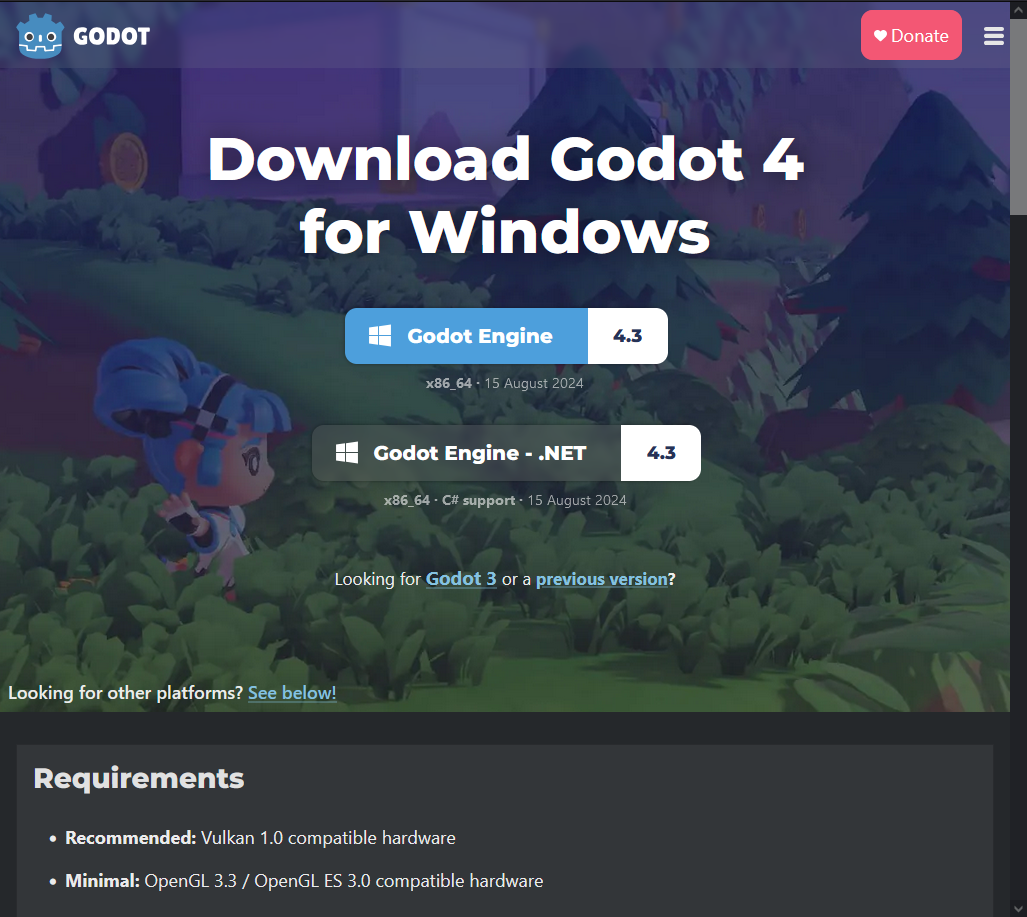 GODOT
Donate
Download Godot 4
for Windows
Godot Engine 4.3
x86_64 · 15 August 2024
Godot Engine - .NET 4.3
x86_64 · C# support · 15 August 2024
Looking for Godot 3 or a previous version?
Looking for other platforms? See below!
Requirements
• Recommended: Vulkan 1.0 compatible hardware
• Minimal: OpenGL 3.3 / OpenGL ES 3.0 compatible hardware